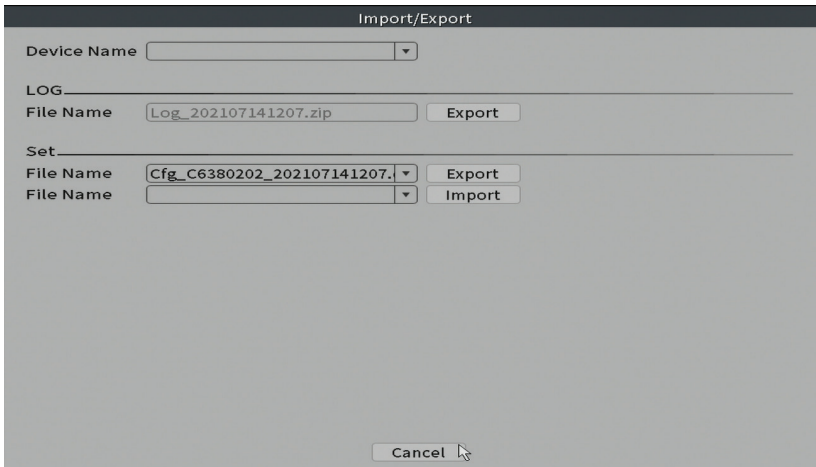 Import/Export
Device Name
LOG
File Name Log_202107141207.zip Export
Set
File Name Cfg_C6380202_202107141207. Export
File Name Import
Cancel